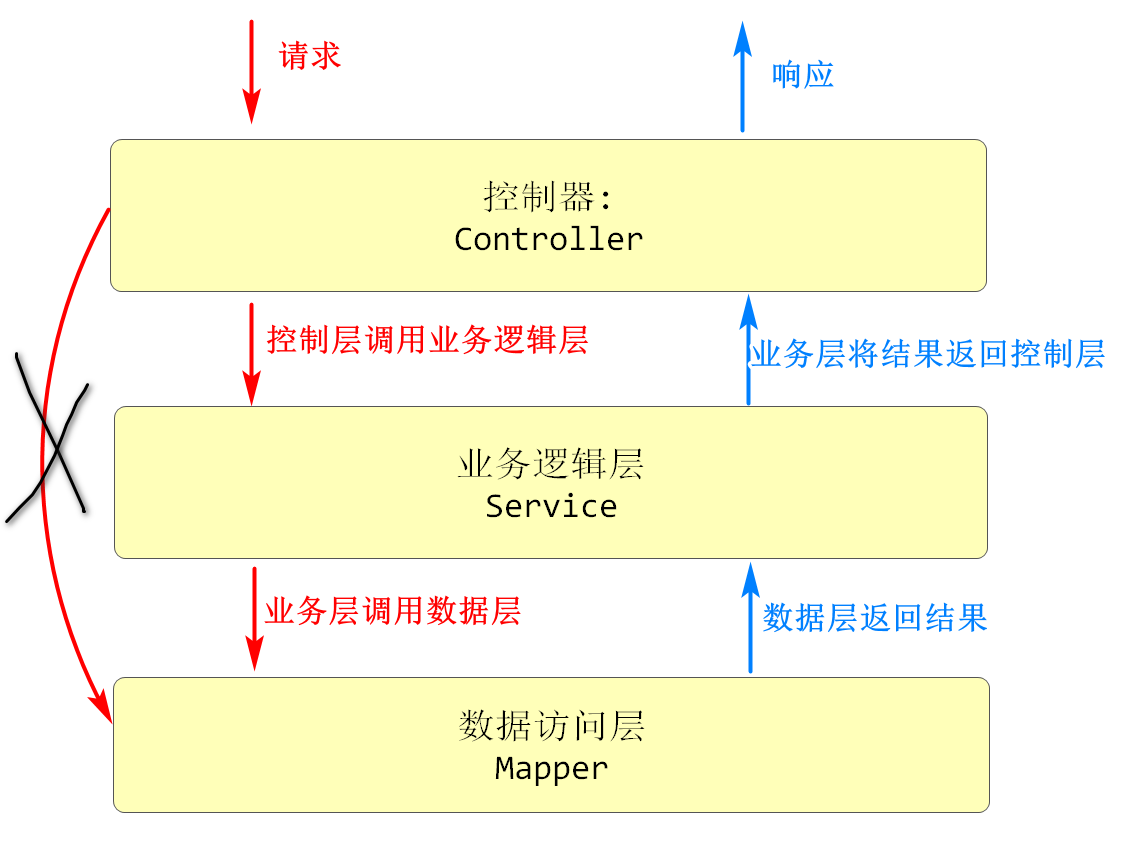 请求
响应
控制器:
Controller
控制层调用业务逻辑层
业务层将结果返回控制层
业务逻辑层
Service
业务层调用数据层
数据层返回结果
数据访问层
Mapper